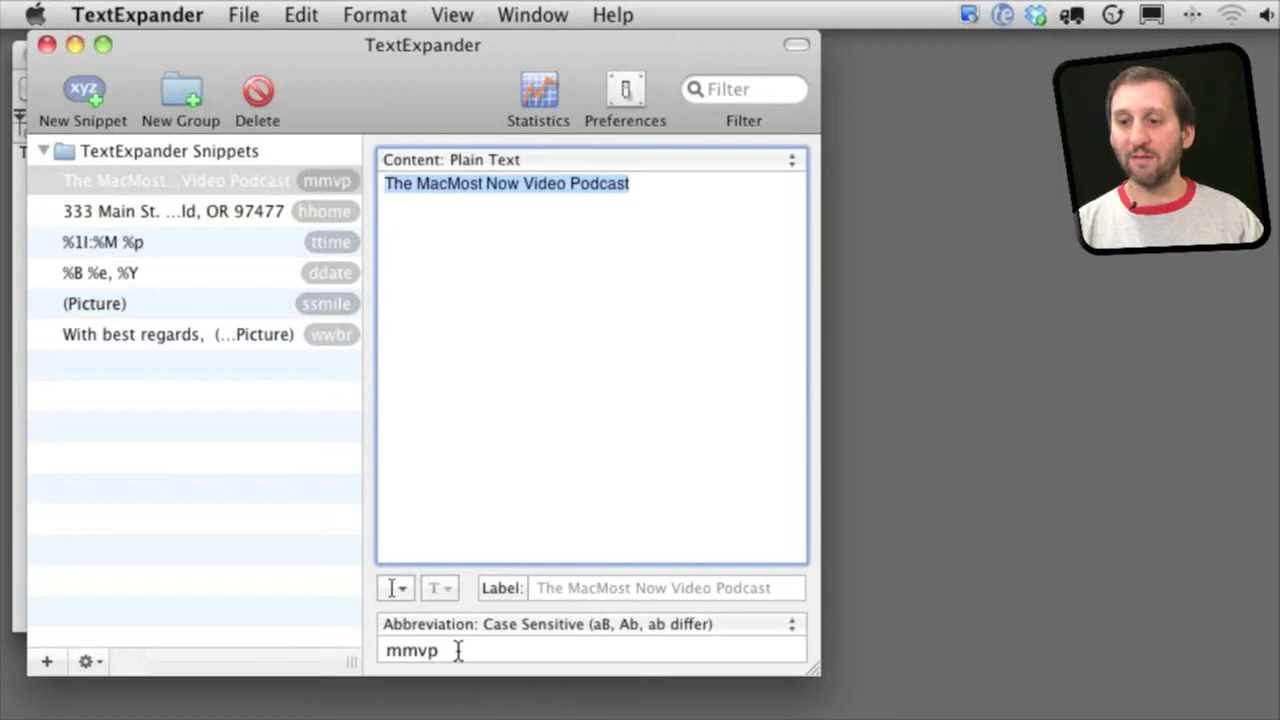 TextExpander File Edit Format View Window Help
TextExpander
xyz
New Snippet New Group Delete Statistics Preferences Filter
Filter
TextExpander Snippets
The MacMost...Video Podcast mmvp
333 Main St. ...ld, OR 97477 hhome
%1I:%M %p ttime
%B %e, %Y ddate
(Picture) ssmile
With best regards, (...Picture) wwbr
Content: Plain Text
The MacMost Now Video Podcast
T
Label: The MacMost Now Video Podcast
Abbreviation: Case Sensitive (aB, Ab, ab differ)
mmvp